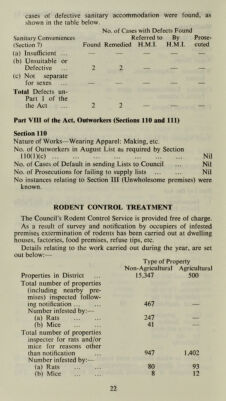 cases of defective sanitary accommodation were found, as
shown in the table below.
No. of Cases with Defects Found
Sanitary Conveniences Referred to By Prose-
(Section 7) Found Remedied H.M.I. H.M.I. cuted
(a) Insufficient ... — — — — —
(b) Unsuitable or
Defective ... 2 2 — — —
(c) Not separate
for sexes ... — — — — —
Total Defects un-
Part 1 of the
the Act ... 2 2 — — —
Part VIII of the Act, Outworkers (Sections 110 and 111)
Section 110
Nature of Works—Wearing Apparel: Making, etc.
No. of Outworkers in August List as required by Section
110(1)(c) ... ... ... ... ... ... ... Nil
No. of Cases of Default in sending Lists to Council ... Nil
No. of Prosecutions for failing to supply lists ... ... Nil
No instances relating to Section III (Unwholesome premises) were
known.
RODENT CONTROL TREATMENT
The Council's Rodent Control Service is provided free of charge.
As a result of survey and notification by occupiers of infested
premises extermination of rodents has been carried out at dwelling
houses, factories, food premises, refuse tips, etc.
Details relating to the work carried out during the year, are set
out below:—
Type of Property
Non-Agricultural Agricultural
Properties in District ... 15,347 500
Total number of properties
(including nearby pre-
mises) inspected follow-
ing notification ... ... 467 —
Number infested by:—
(a) Rats ... 247 —
(b) Mice ... 41 —
Total number of properties
inspected for rats and/or
mice for reasons other
than notification ... 947 1,402
Number infested by:—
(a) Rats ... 80 93
(b) Mice ... 8 12
22